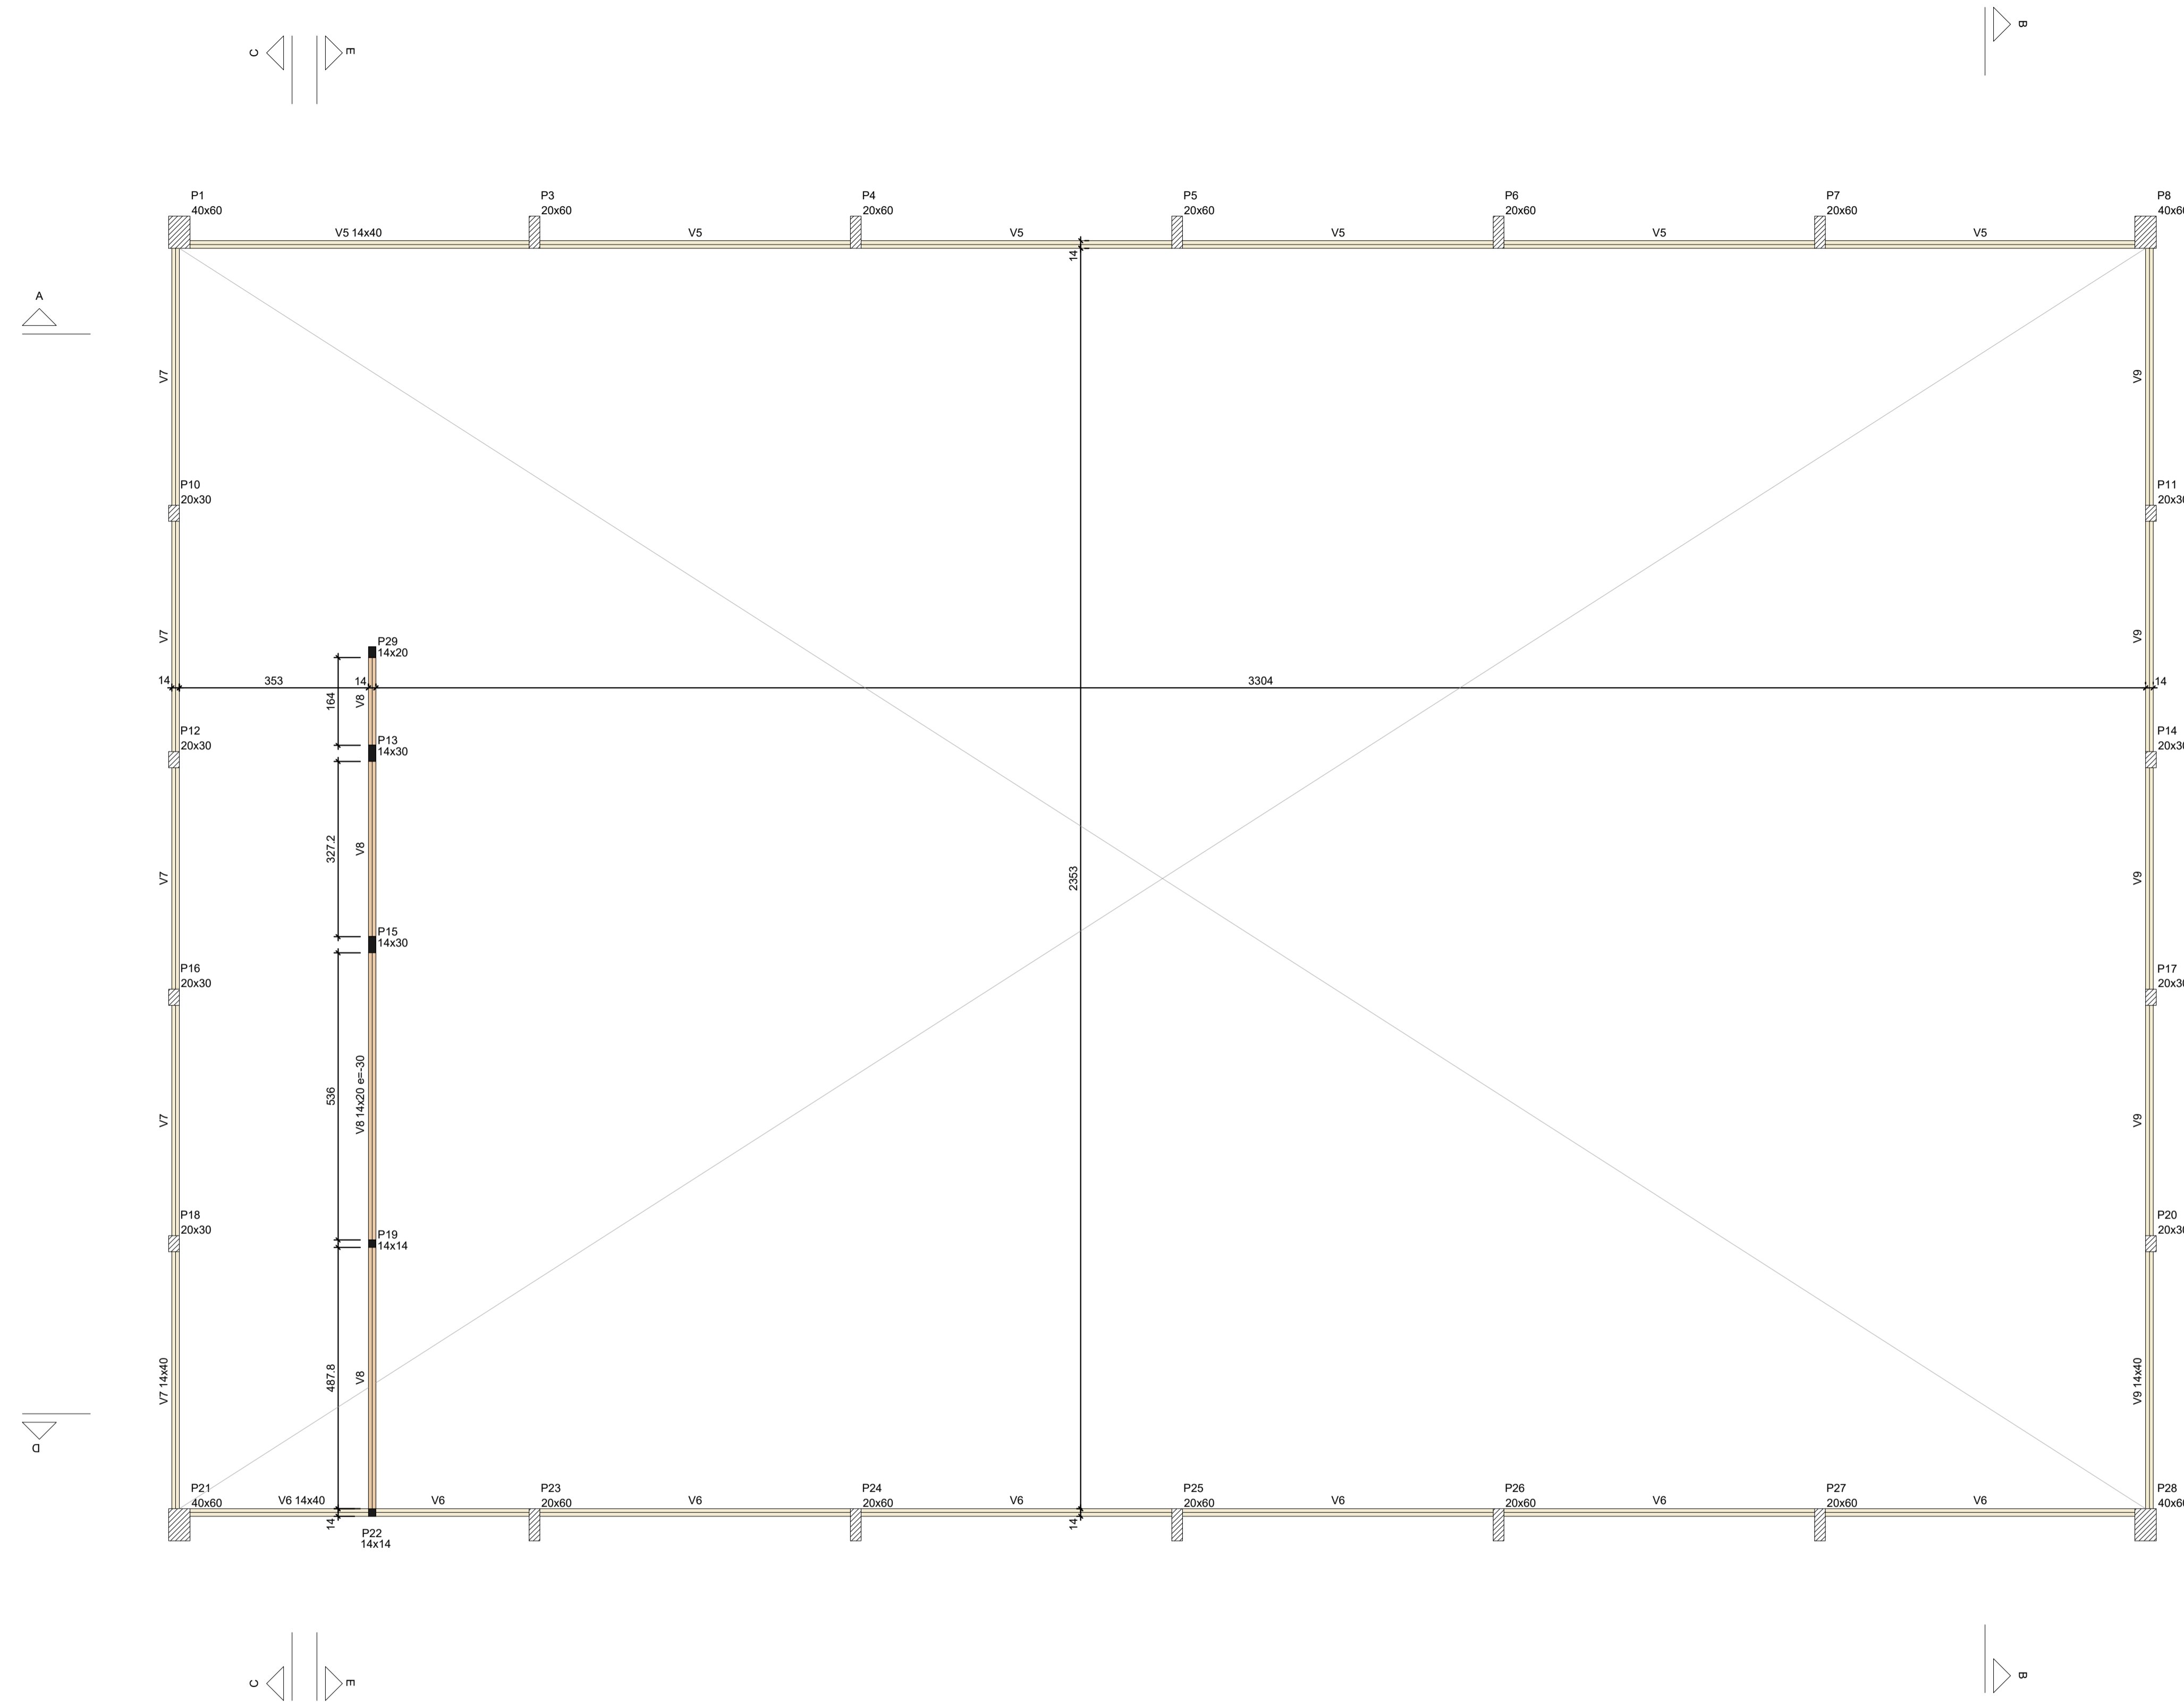 B
C
E
P1
40x60
P3
20x60
P4
20x60
P5
20x60
P6
20x60
P7
20x60
P8
V5 14x40
V5
V5
V5
V5
V5
14
A
V7
V9
P10
20x30
P11
V7
V9
P29
14x20
14
353
14
3304
14
164
V8
P12
20x30
P13
14x30
P14
327.2
V8
V7
2353
V9
P15
14x30
P16
20x30
P17
536
V8 14x20 e=-30
V7
V9
P18
20x30
P19
14x14
P20
V7 14x40
487.8
V8
V9 14x40
D
P21
40x60
V6 14x40
V6
P23
20x60
V6
P24
20x60
V6
P25
20x60
V6
P26
20x60
V6
P27
20x60
V6
P28
14
P22
14x14
14
C
E
B